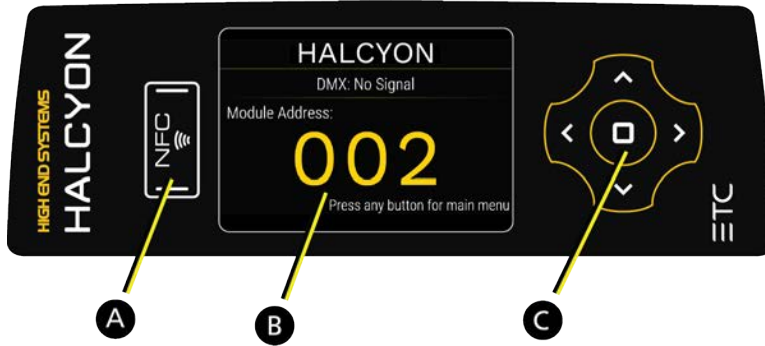 HIGH END SYSTEMS
HALCYON
NFC
HALCYON
DMX: No Signal
Module Address:
002
Press any button for main menu
ETC
A
B
C